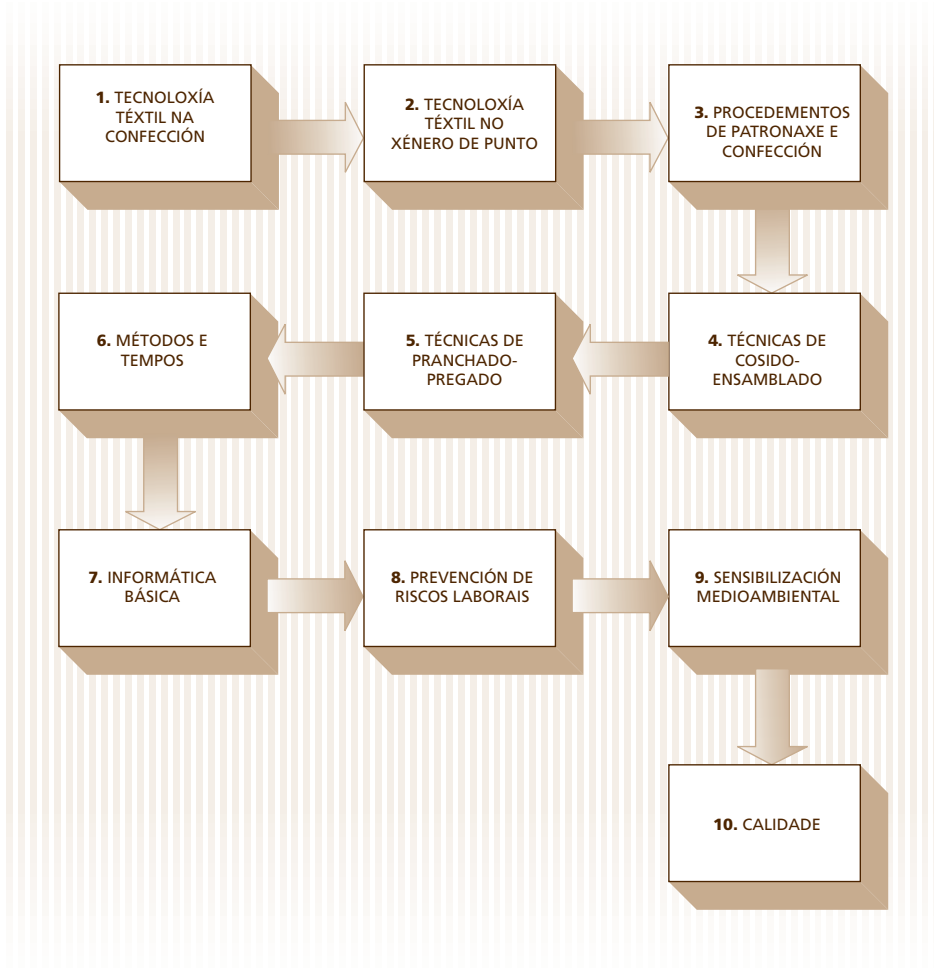 1. TECNOLOXÍA
TÉXTIL NA
CONFECCIÓN
2. TECNOLOXÍA
TÉXTIL NO
XÉNERO DE PUNTO
3. PROCEDEMENTOS
DE PATRONAXE E
CONFECCIÓN
4. TÉCNICAS DE
COSIDO-
ENSAMBLADO
5. TÉCNICAS DE
PRANCHADO-
PREGADO
6. MÉTODOS E
TEMPOS
7. INFORMÁTICA
BÁSICA
8. PREVENCIÓN DE
RISCOS LABORAIS
9. SENSIBILIZACIÓN
MEDIOAMBIENTAL
10. CALIDADE